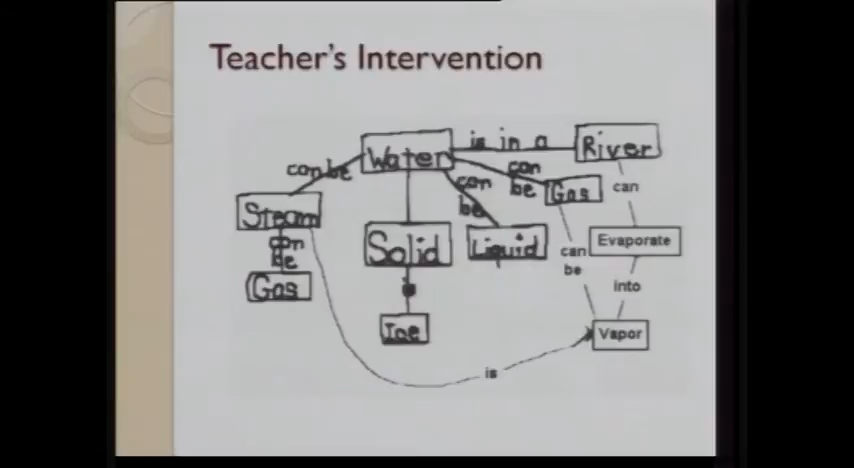 Teacher's Intervention
is in a
Water
River
can be
can
be
can
be
Gas
can
Steam
Solid
Liquid
Evaporate
can
be
can
be
Gas
into
Ice
Vapor
is